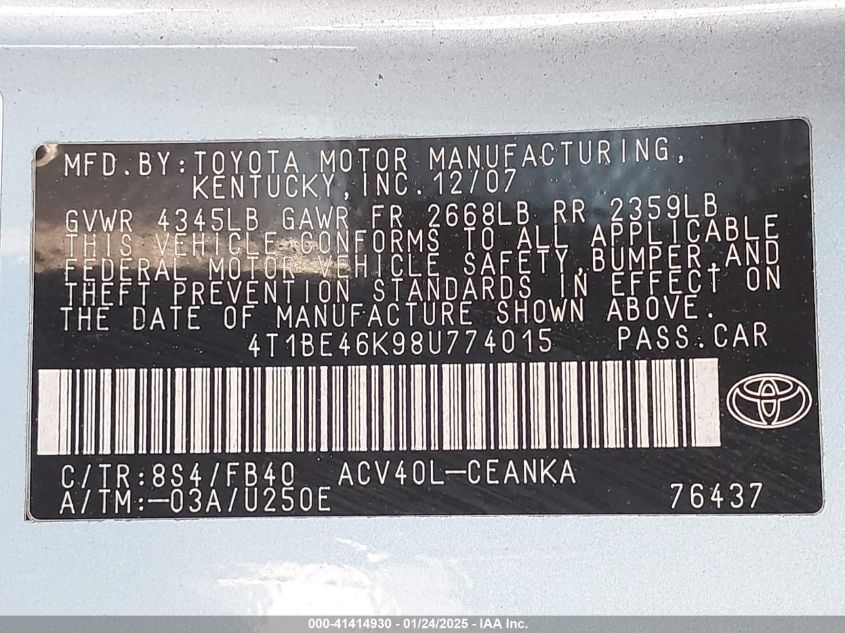 MFD.BY:TOYOTA MOTOR MANUFACTURING,
KENTUCKY,INC.12/07
GVWR 4345LB GAWR FR 2668LB RR 2359LB
THIS VEHICLE CONFORMS TO ALL APPLICABLE
FEDERAL MOTOR VEHICLE SAFETY,BUMPER,AND
THEFT PREVENTION STANDARDS IN EFFECT ON
THE DATE OF MANUFACTURE SHOWN ABOVE.
4T1BE46K98U774015 PASS.CAR
C/TR:8S4/FB40 ACV40L-CEANKA
A/TM:-03A/U250E 76437
000-41414930 - 01/24/2025 - IAA Inc.